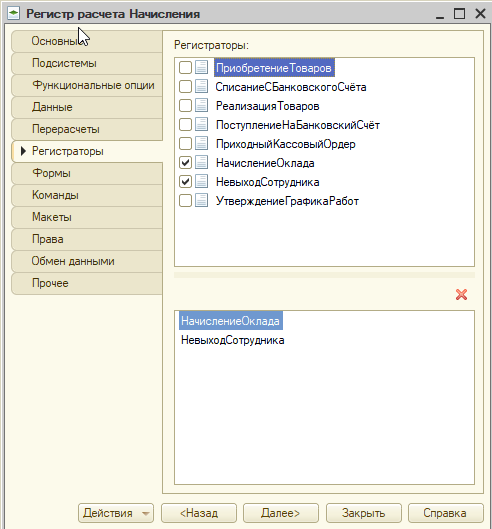 Регистр расчета Начисления
Основные
Подсистемы
Функциональные опции
Данные
Перерасчеты
Регистраторы
Формы
Команды
Макеты
Права
Обмен данными
Прочее
Регистраторы:
ПриобретениеТоваров
СписаниеСБанковскогоСчёта
РеализацияТоваров
ПоступлениеНаБанковскийСчёт
ПриходныйКассовыйОрдер
НачислениеОклада
НевыходСотрудника
УтверждениеГрафикаРабот
НачислениеОклада
НевыходСотрудника
Действия
<Назад
Далее>
Закрыть
Справка